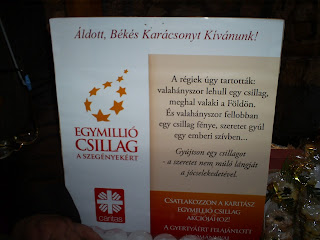 Áldott, Békés Karácsonyt Kívánunk!
EGYMILLIÓ
CSILLAG
A SZEGÉNYEKÉRT
caritas
A régiek úgy tartották:
valahányszor lehull egy csillag,
meghal valaki a Földön.
És valahányszor fellobban
egy csillag fénye, szeretet gyúl
egy emberi szívben...
Gyújtson egy csillagot
- a szeretet nem múló lángját
a jócselekedetével.
CSATLAKOZZON A KARITÁSZ
EGYMILLIÓ CSILLAG
AKCIÓJÁHOZ!
A GYERTYÁÉRT FELAJÁNLOTT